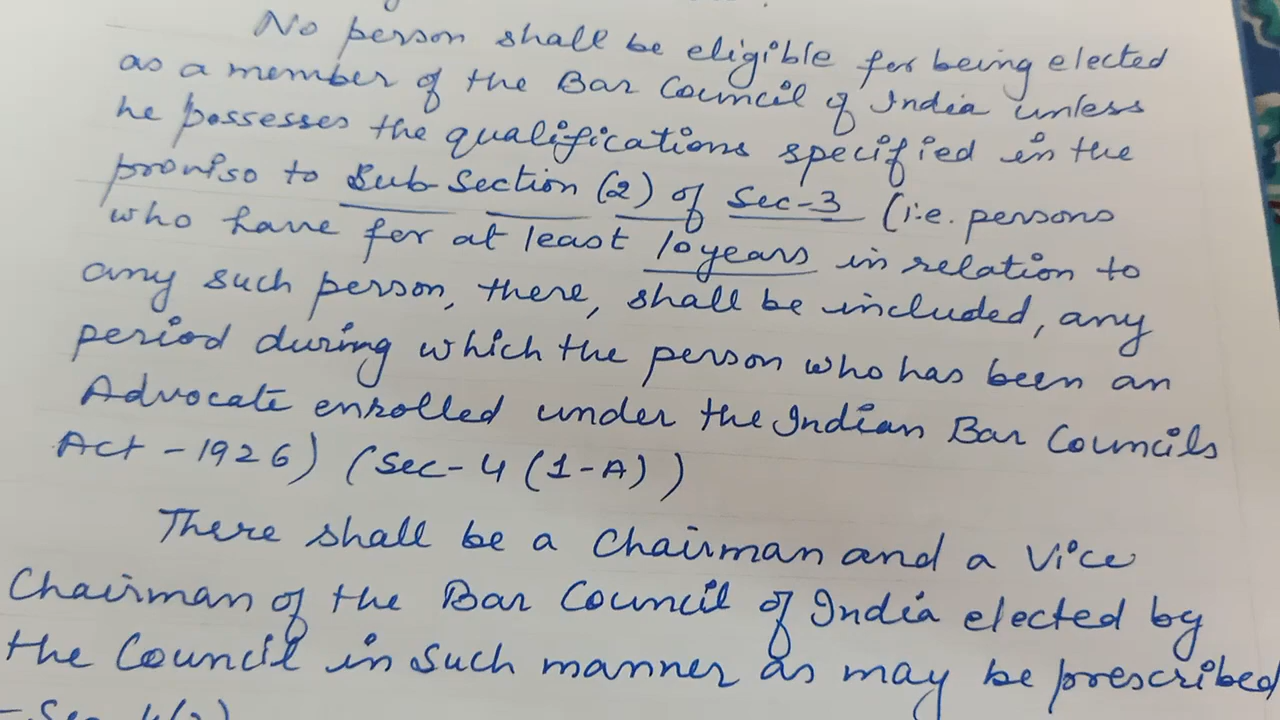 No person shall be eligible for being elected
as a member of the Bar Council of India unless
he possesses the qualifications specified in the
proviso to Sub Section (2) of Sec-3 (i.e. persons
who have for at least 10 years in relation to
any such person, there, shall be included, any
period during which the person who has been an
Advocate enrolled under the Indian Bar Councils
Act - 1926) (Sec-4 (1-A))
There shall be a Chairman and a Vice
Chairman of the Bar Council of India elected by
the Council in such manner as may be prescribed